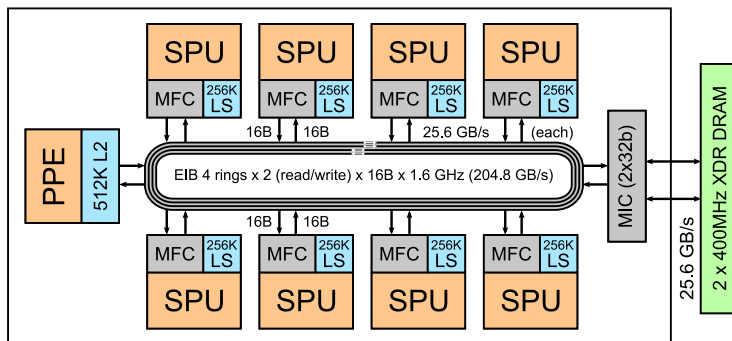 SPU SPU SPU SPU
MFC 256K LS MFC 256K LS MFC 256K LS MFC 256K LS
16B 16B 25.6 GB/s (each)
PPE
512K L2
EIB 4 rings x 2 (read/write) x 16B x 1.6 GHz (204.8 GB/s)
MIC (2x32b)
25.6 GB/s
2 x 400MHz XDR DRAM
16B 16B
MFC 256K LS MFC 256K LS MFC 256K LS MFC 256K LS
SPU SPU SPU SPU